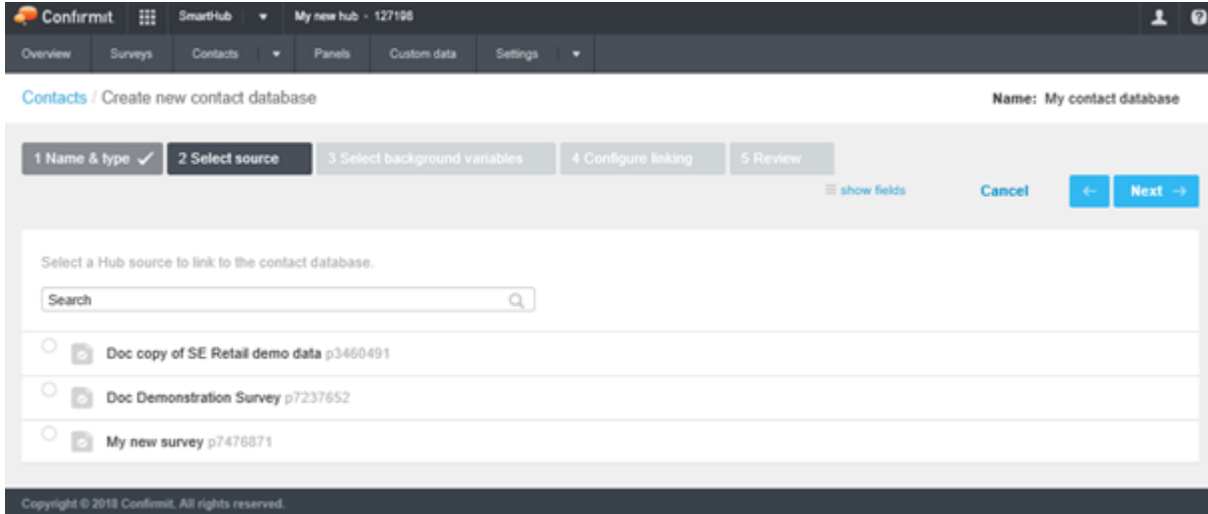 Confirmit SmartHub My new hub - 127198
Overview Surveys Contacts Panels Custom data Settings
Contacts / Create new contact database Name: My contact database
1 Name & type 2 Select source 3 Select background variables 4 Configure linking 5 Review
show fields Cancel Next
Select a Hub source to link to the contact database.
Search
Doc copy of SE Retail demo data p3460491
Doc Demonstration Survey p7237652
My new survey p7476871
Copyright © 2018 Confirmit. All rights reserved.